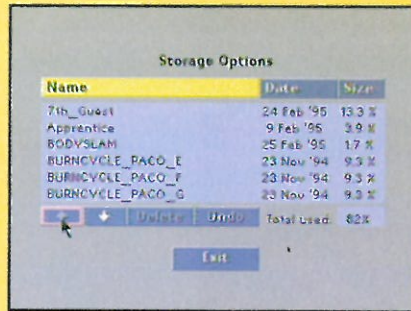 Storage Options
Name Date Size
7th_Guest 24 Feb '95 13.3 %
Apprentice 9 Feb '95 3.9 %
BODYSLAM 25 Feb '95 1.7 %
BURNCYCLE_PACO_E 23 Nov '94 9.3 %
BURNCYCLE_PACO_F 23 Nov '94 9.3 %
BURNCYCLE_PACO_G 23 Nov '94 9.3 %
Delete Undo Total used: 82%
Exit